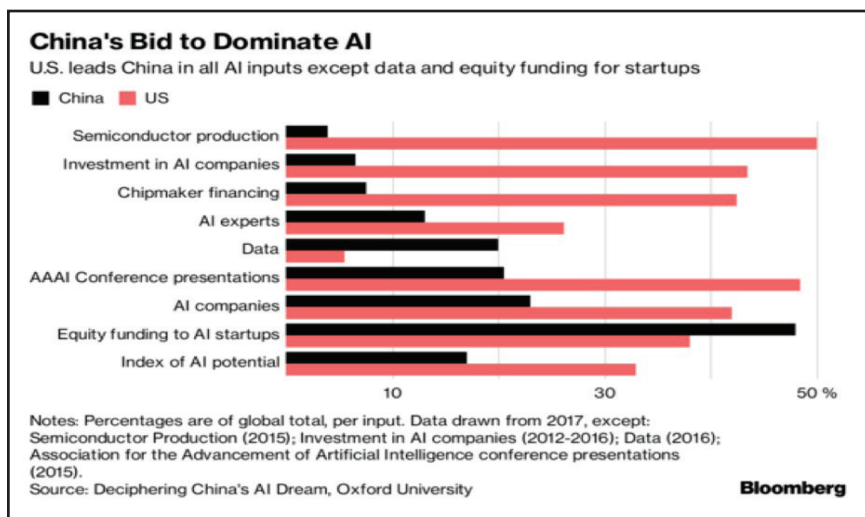 China's Bid to Dominate AI
U.S. leads China in all AI inputs except data and equity funding for startups
China US
Semiconductor production
Investment in AI companies
Chipmaker financing
AI experts
Data
AAAI Conference presentations
AI companies
Equity funding to AI startups
Index of AI potential
10 30 50 %
Notes: Percentages are of global total, per input. Data drawn from 2017, except:
Semiconductor Production (2015); Investment in AI companies (2012-2016); Data (2016);
Association for the Advancement of Artificial Intelligence conference presentations
(2015).
Source: Deciphering China's AI Dream, Oxford University
Bloomberg